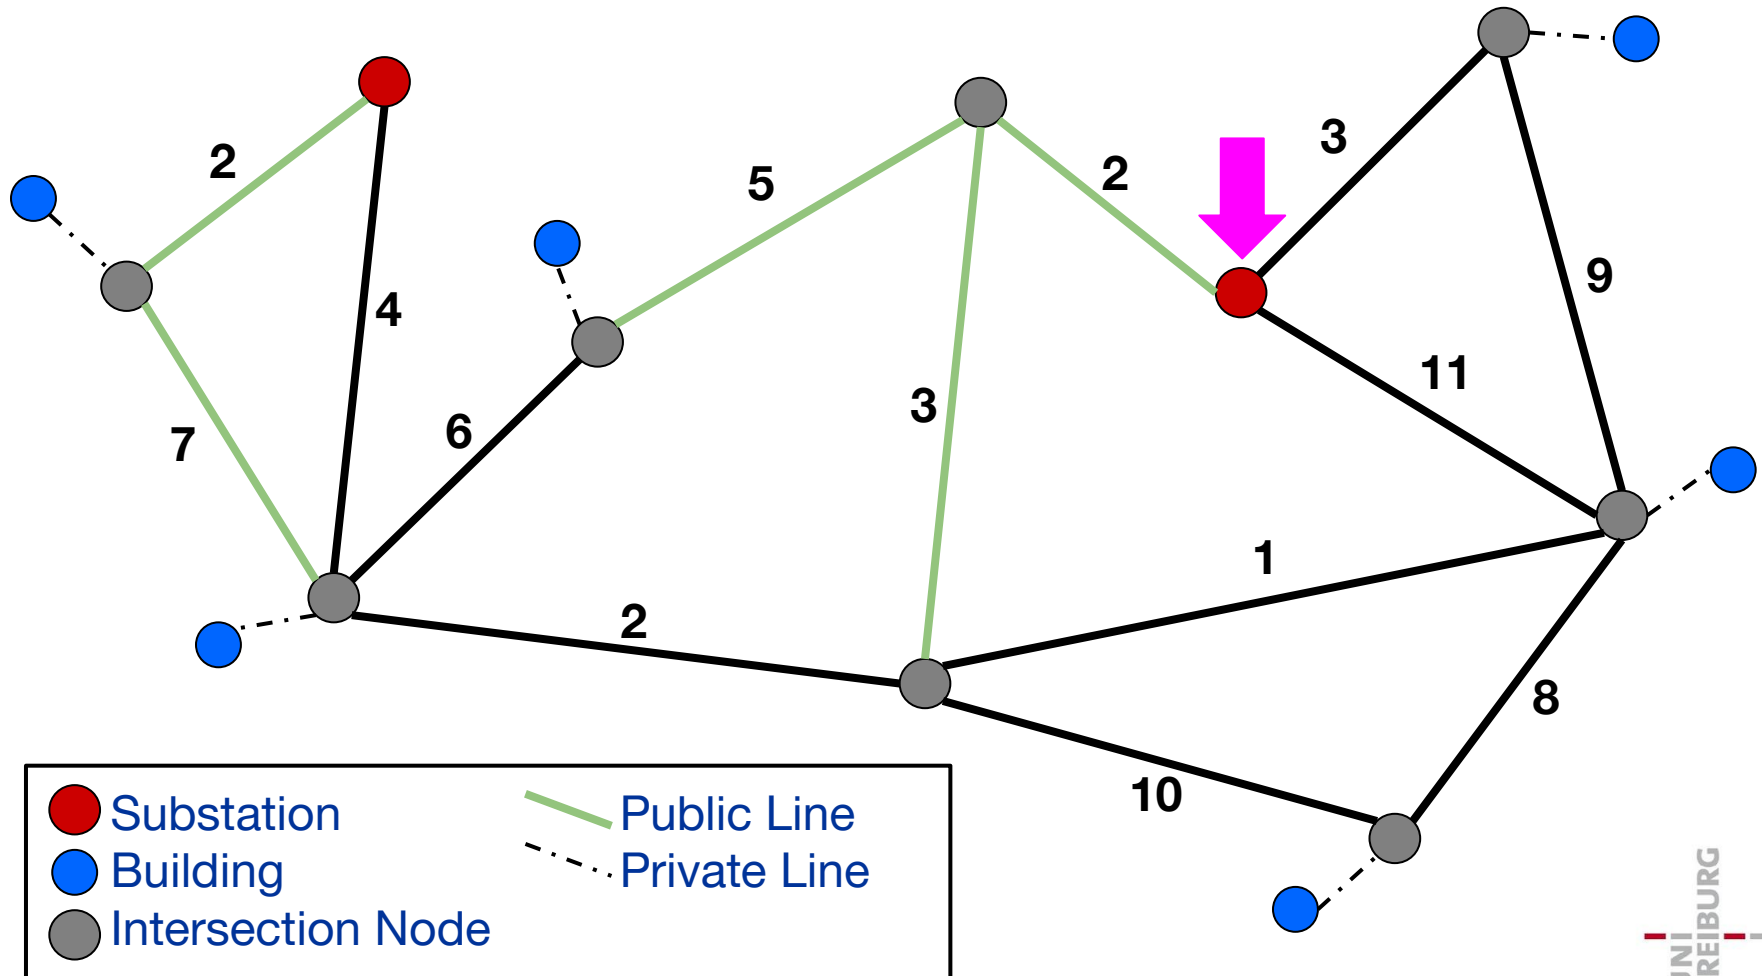 2
5
2
3
4
9
11
3
7
6
1
2
8
10
Substation
Public Line
Building
Private Line
Intersection Node